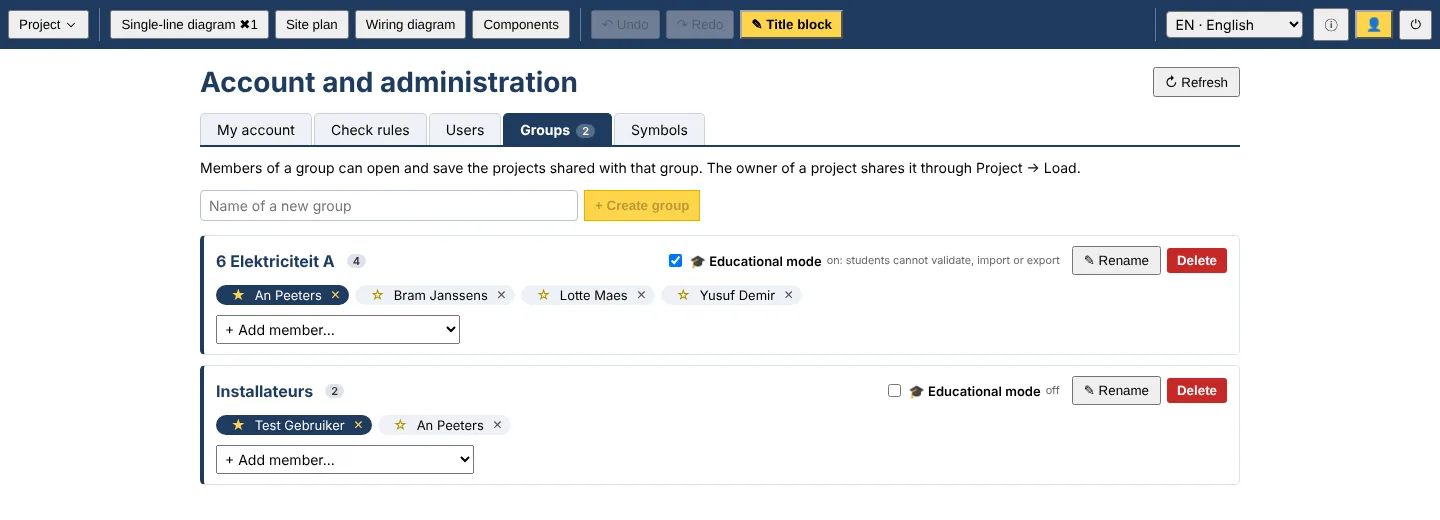 Project Single-line diagram ✖1 Site plan Wiring diagram Components ↶ Undo ↷ Redo ✎ Title block EN · English ⓘ 👤 ⏻
Account and administration ↻ Refresh
My account Check rules Users Groups 2 Symbols
Members of a group can open and save the projects shared with that group. The owner of a project shares it through Project → Load.
Name of a new group + Create group
6 Elektriciteit A 4 🎓 Educational mode on: students cannot validate, import or export ✎ Rename Delete
★ An Peeters × ☆ Bram Janssens × ☆ Lotte Maes × ☆ Yusuf Demir ×
+ Add member...
Installateurs 2 🎓 Educational mode off ✎ Rename Delete
★ Test Gebruiker × ☆ An Peeters ×
+ Add member...